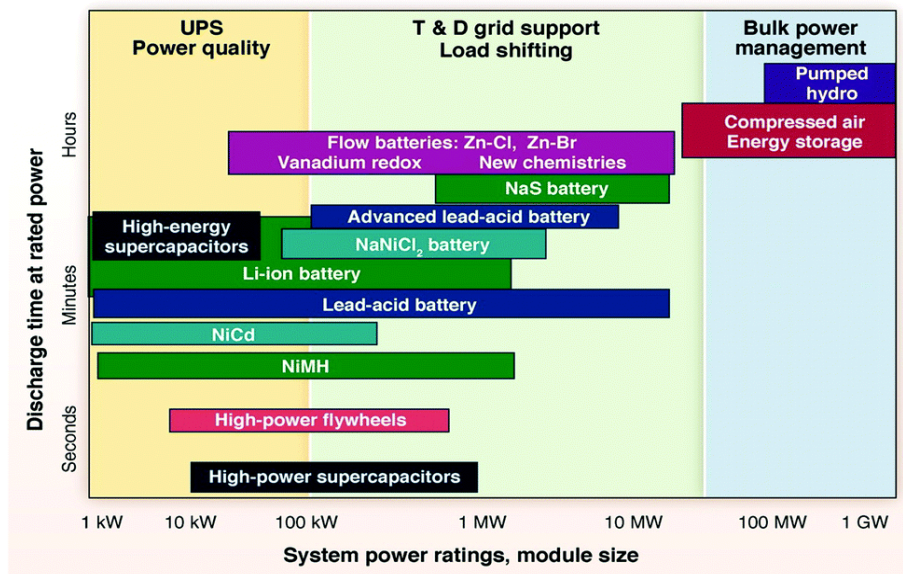 UPS
Power quality
T & D grid support
Load shifting
Bulk power
management
Pumped
hydro
Compressed air
Energy storage
Flow batteries: Zn-Cl, Zn-Br
Vanadium redox New chemistries
NaS battery
Advanced lead-acid battery
High-energy
supercapacitors
NaNiCl₂ battery
Li-ion battery
Lead-acid battery
NiCd
NiMH
High-power flywheels
High-power supercapacitors
Discharge time at rated power
Hours
Minutes
Seconds
1 kW 10 kW 100 kW 1 MW 10 MW 100 MW 1 GW
System power ratings, module size